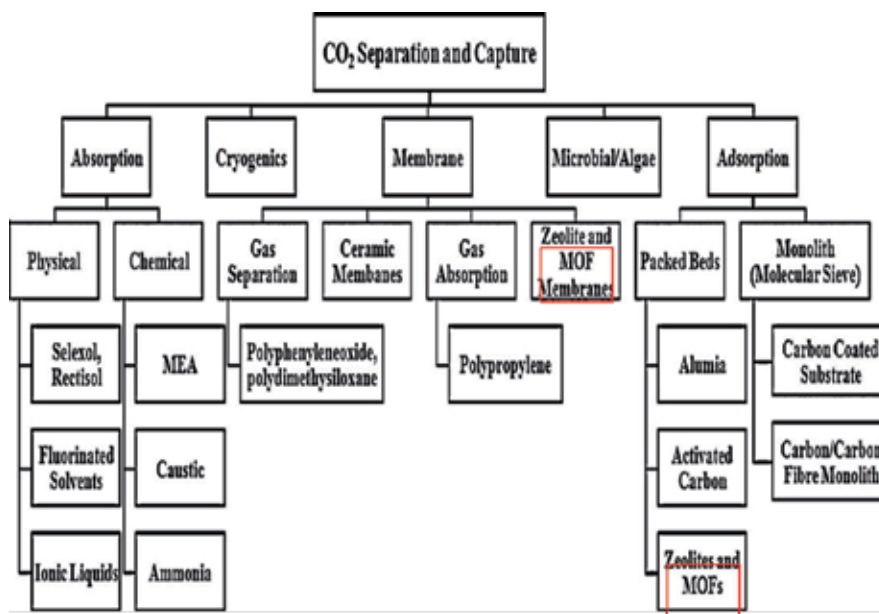 CO₂ Separation and Capture
Absorption
Cryogenics
Membrane
Microbial/Algae
Adsorption
Physical
Chemical
Gas
Separation
Ceramic
Membanes
Gas
Absorption
Zeolite and
MOF
Membranes
Packed Beds
Monolith
(Molecular Sieve)
Selexol,
Rectisol
MEA
Polyphenyleneoxide,
polydimethysiloxane
Polypropylene
Alumia
Carbon Coated
Substrate
Fluorinated
Solvents
Caustic
Activated
Carbon
Carbon/Carbon
Fibre Monolith
Ionic Liquids
Ammonia
Zeolites and
MOFs